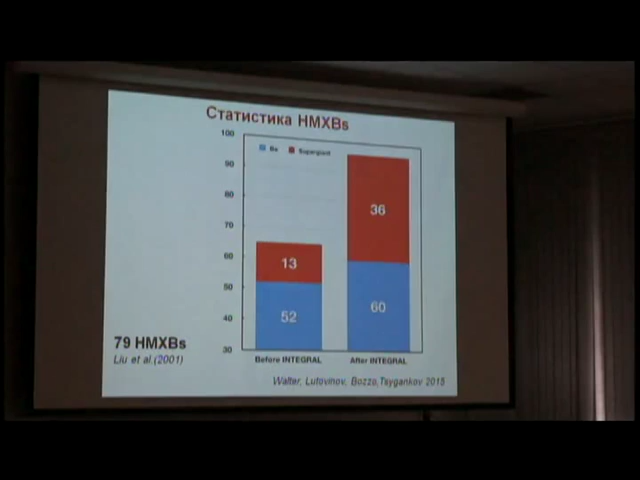 Статистика HMXBs
100
90
80
70
60
50
40
30
Be
Supergiant
13
52
36
60
Before INTEGRAL
After INTEGRAL
79 HMXBs
Liu et al.(2001)
Walter, Lutovinov, Bozzo,Tsygankov 2015